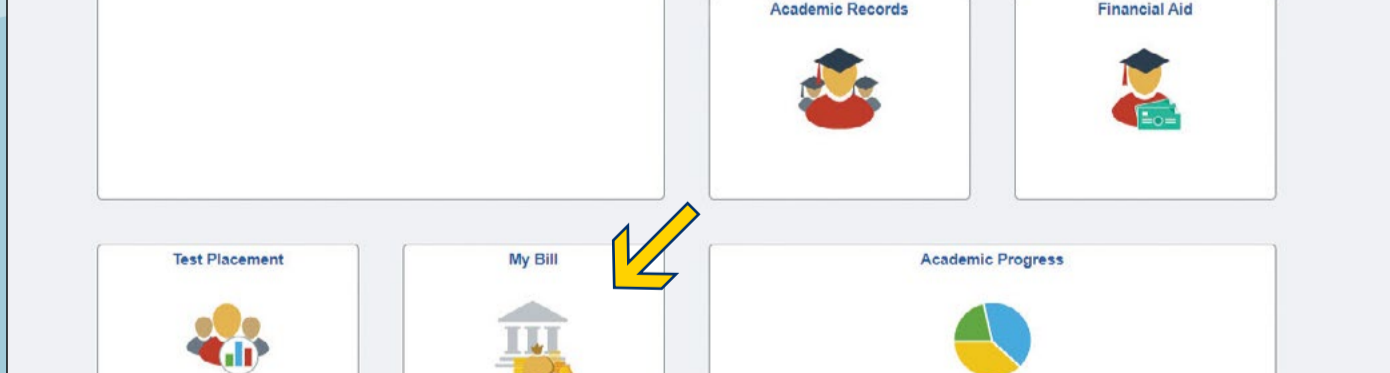 Academic Records
Financial Aid
Test Placement
My Bill
Academic Progress